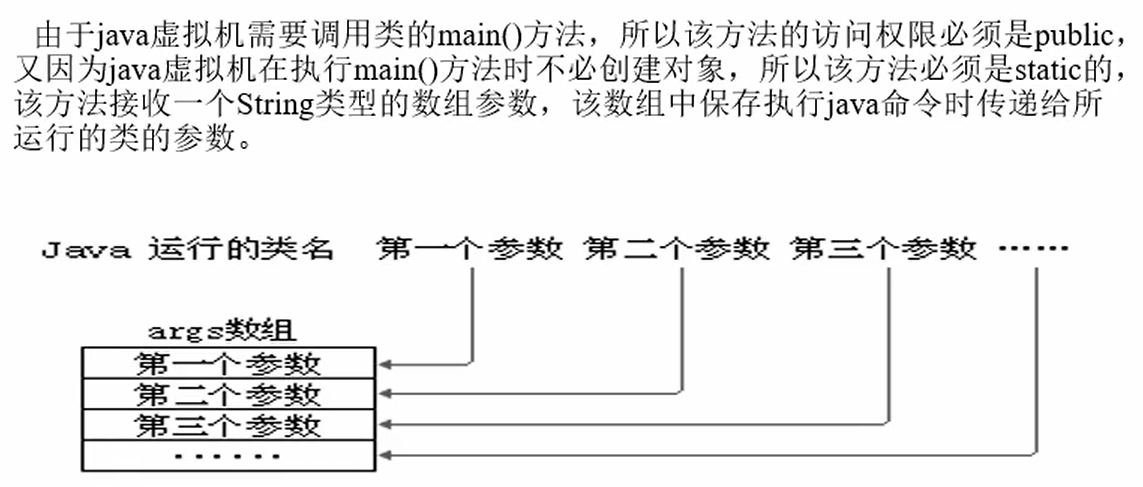 由于java虚拟机需要调用类的main()方法，所以该方法的访问权限必须是public，
又因为java虚拟机在执行main()方法时不必创建对象，所以该方法必须是static的，
该方法接收一个String类型的数组参数，该数组中保存执行java命令时传递给所
运行的类的参数。
Java 运行的类名 第一个参数 第二个参数 第三个参数 ……
args数组
第一个参数
第二个参数
第三个参数
……